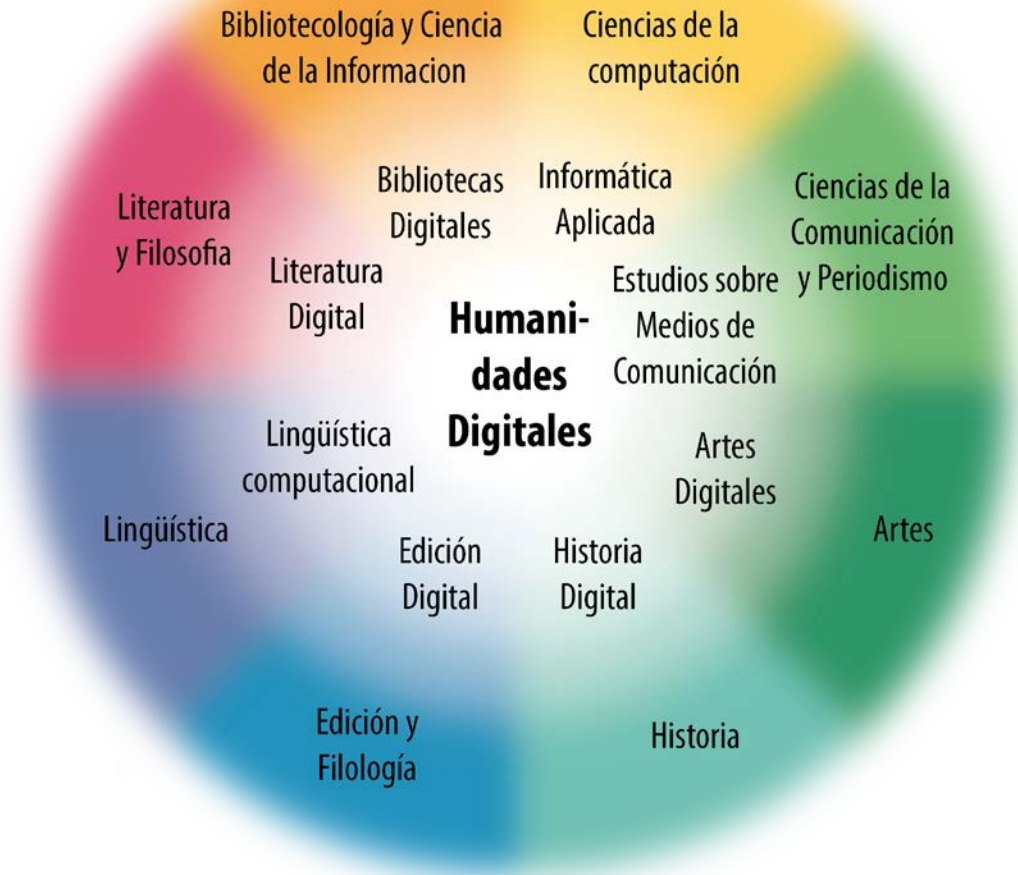 Bibliotecología y Ciencia
de la Informacion
Ciencias de la
computación
Literatura
y Filosofia
Bibliotecas
Digitales
Informática
Aplicada
Ciencias de la
Comunicación
y Periodismo
Literatura
Digital
Humani-
dades
Digitales
Estudios sobre
Medios de
Comunicación
Lingüística
computacional
Artes
Digitales
Lingüística
Edición
Digital
Historia
Digital
Artes
Edición y
Filología
Historia